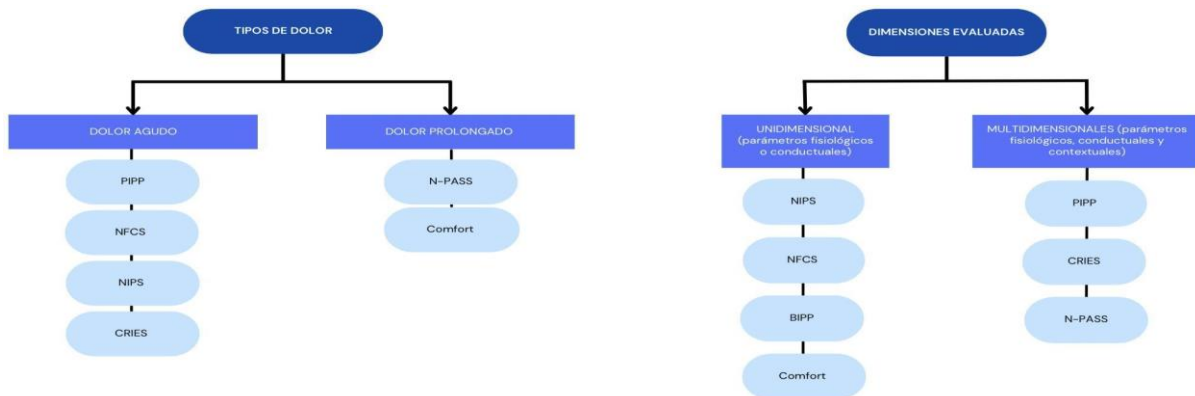 TIPOS DE DOLOR
DOLOR AGUDO
PIPP
NFCS
NIPS
CRIES
DOLOR PROLONGADO
N-PASS
Comfort
DIMENSIONES EVALUADAS
UNIDIMENSIONAL
(parámetros fisiológicos
o conductuales)
NIPS
NFCS
BIPP
Comfort
MULTIDIMENSIONALES (parámetros
fisiológicos, conductuales y
contextuales)
PIPP
CRIES
N-PASS